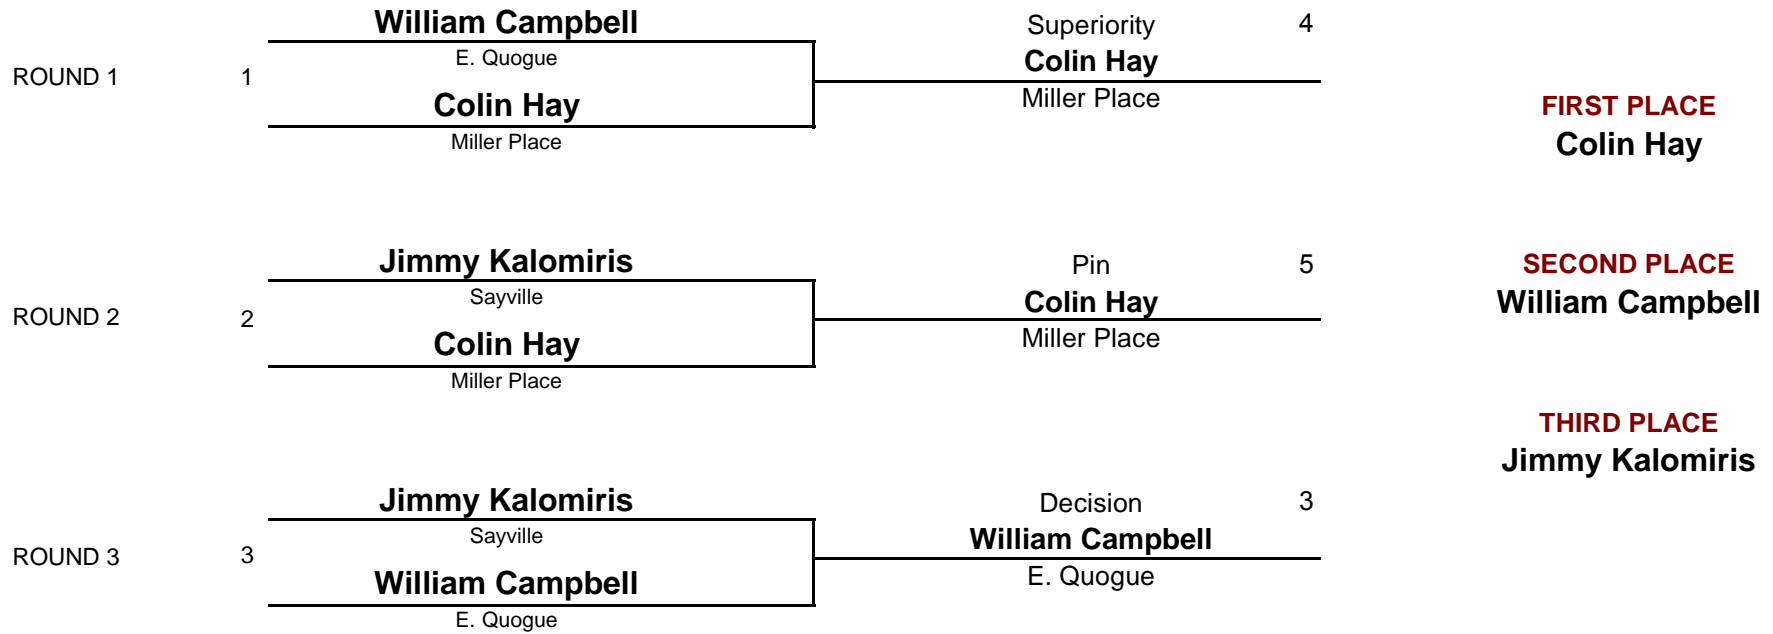 William Campbell
Superiority 4
E. Quogue
Colin Hay
ROUND 1 1
Colin Hay
Miller Place
FIRST PLACE
Miller Place
Colin Hay
Jimmy Kalomiris
Pin 5
SECOND PLACE
Sayville
Colin Hay
William Campbell
ROUND 2 2
Colin Hay
Miller Place
Miller Place
THIRD PLACE
Jimmy Kalomiris
Jimmy Kalomiris
Decision 3
Sayville
William Campbell
ROUND 3 3
William Campbell
E. Quogue
E. Quogue